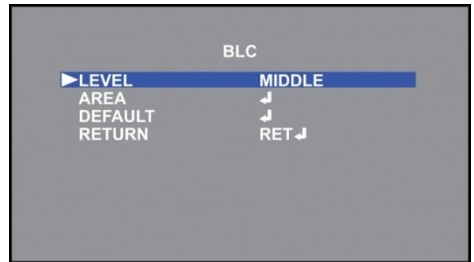 BLC
►LEVEL MIDDLE
AREA ↲
DEFAULT ↲
RETURN RET↲